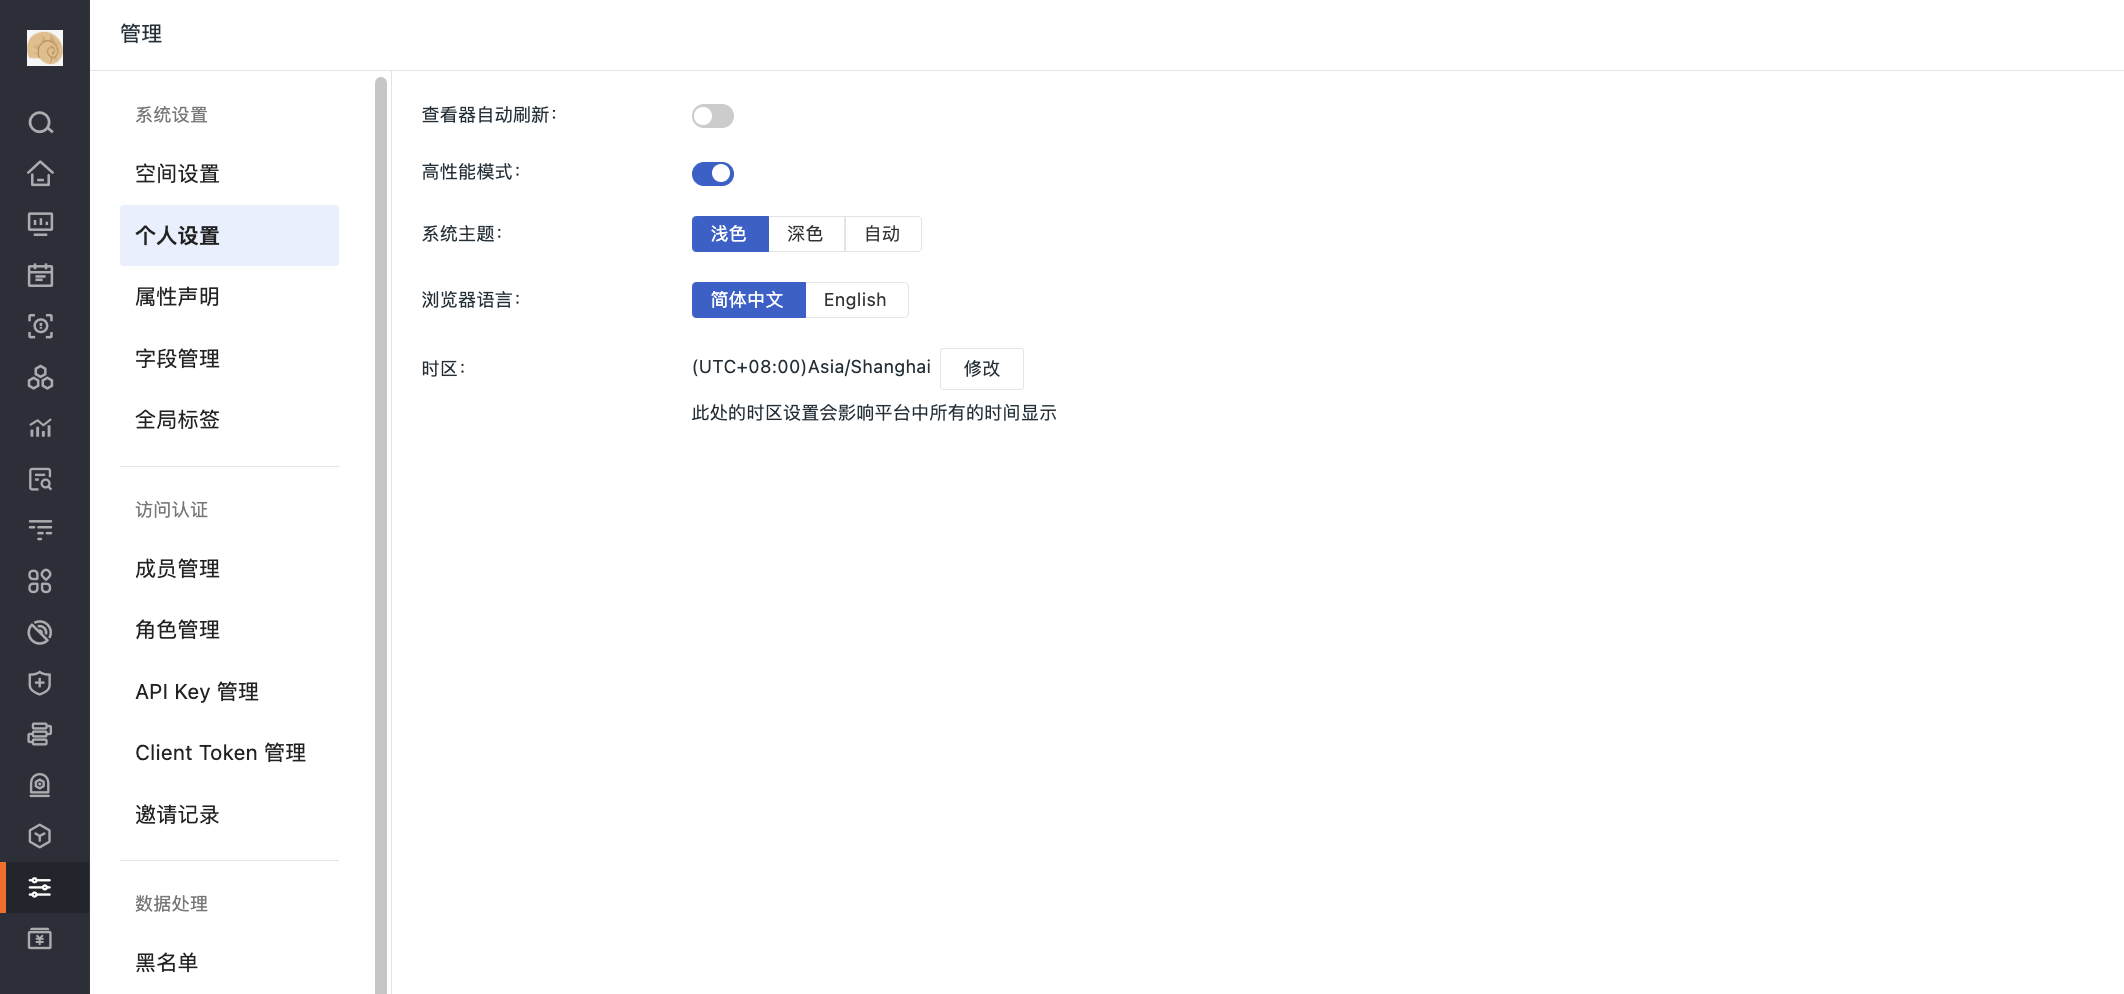 管理
系统设置
空间设置
个人设置
属性声明
字段管理
全局标签
访问认证
成员管理
角色管理
API Key 管理
Client Token 管理
邀请记录
数据处理
黑名单
查看器自动刷新：
高性能模式：
系统主题： 浅色 深色 自动
浏览器语言： 简体中文 English
时区： (UTC+08:00)Asia/Shanghai 修改
此处的时区设置会影响平台中所有的时间显示